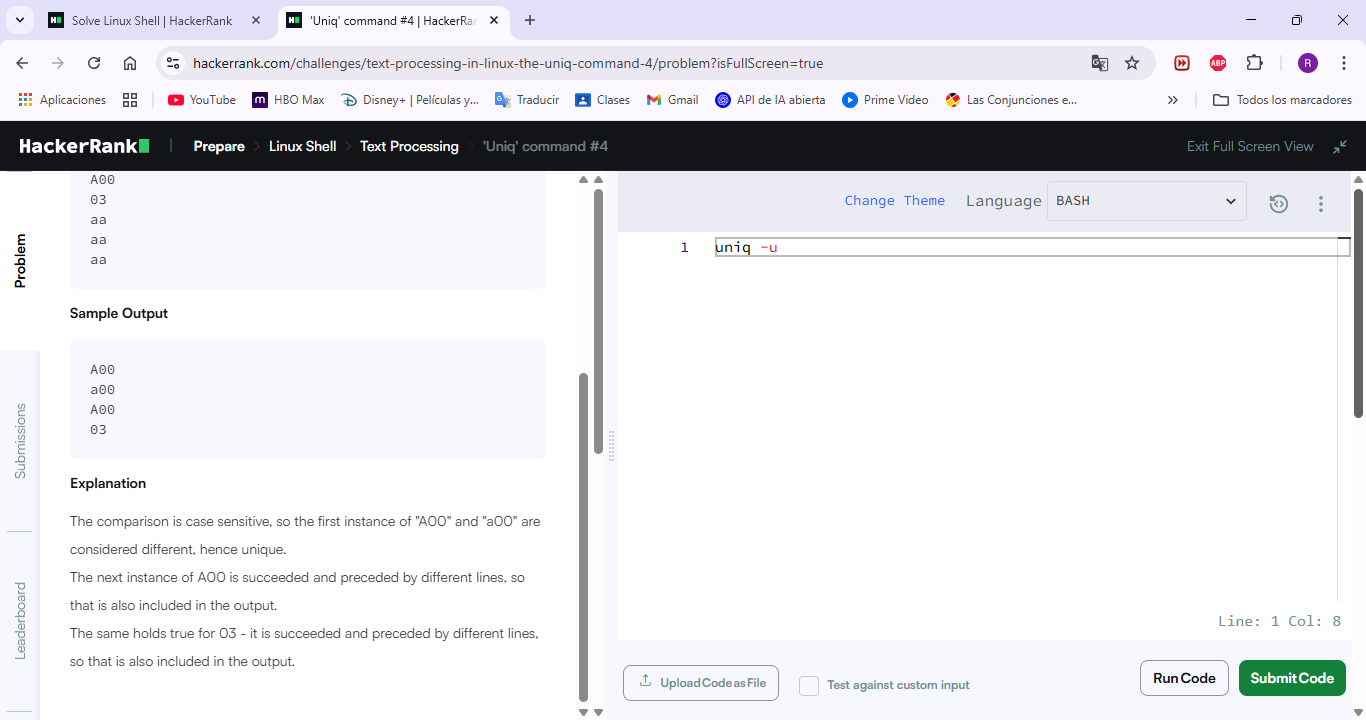 Solve Linux Shell | HackerRank
'Uniq' command #4 | HackerRan
hackerrank.com/challenges/text-processing-in-linux-the-uniq-command-4/problem?isFullScreen=true
ABP
R
Aplicaciones
YouTube
HBO Max
Disney+ | Películas y...
Traducir
Clases
Gmail
API de IA abierta
Prime Video
Las Conjunciones e...
»
Todos los marcadores
HackerRank
Prepare
Linux Shell
Text Processing
'Uniq' command #4
Exit Full Screen View
Problem
Submissions
Leaderboard
A00
03
aa
aa
aa
Sample Output
A00
a00
A00
03
Explanation
The comparison is case sensitive, so the first instance of "A00" and "a00" are
considered different, hence unique.
The next instance of A00 is succeeded and preceded by different lines, so
that is also included in the output.
The same holds true for 03 - it is succeeded and preceded by different lines,
so that is also included in the output.
Change Theme
Language
BASH
1
uniq -u
Line: 1 Col: 8
Upload Code as File
Test against custom input
Run Code
Submit Code